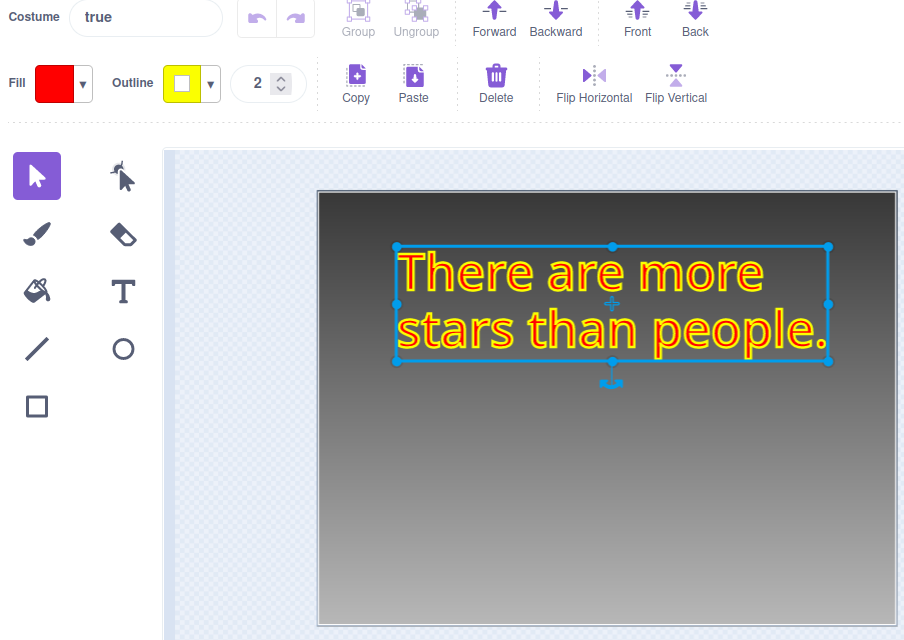 Costume true
Group Ungroup Forward Backward Front Back
Fill Outline 2
Copy Paste Delete Flip Horizontal Flip Vertical
T
There are more
stars than people.